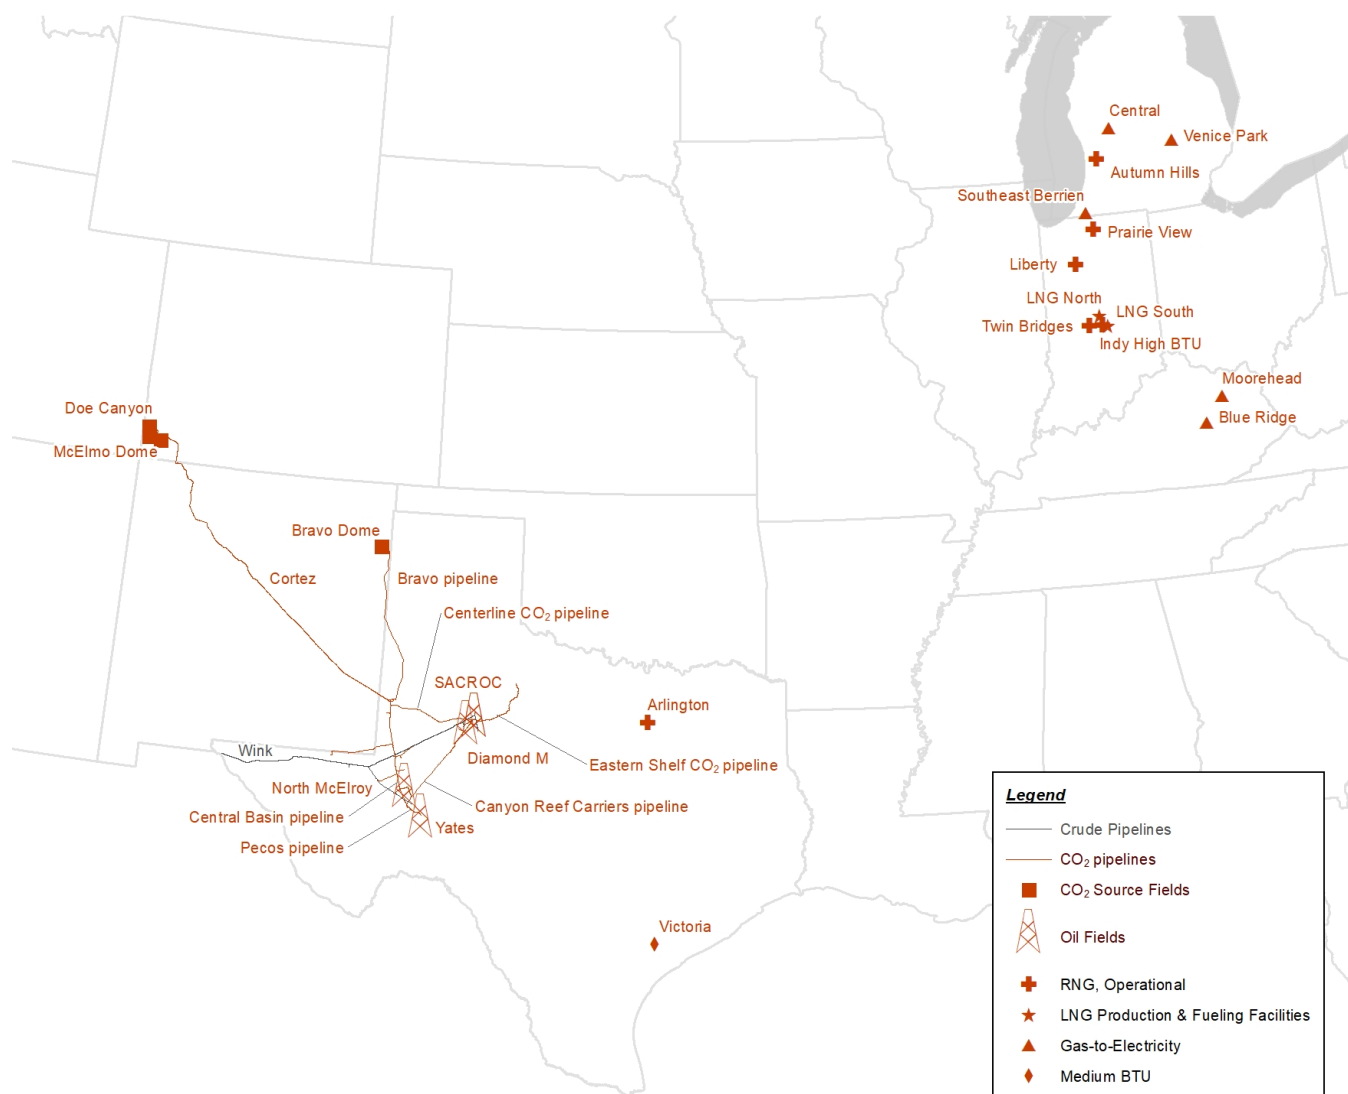 Central
Venice Park
Autumn Hills
Southeast Berrien
Prairie View
Liberty
LNG North
LNG South
Twin Bridges
Indy High BTU
Moorehead
Blue Ridge
Doe Canyon
McElmo Dome
Bravo Dome
Cortez
Bravo pipeline
Centerline CO₂ pipeline
SACROC
Arlington
Wink
Diamond M
Eastern Shelf CO₂ pipeline
North McElroy
Canyon Reef Carriers pipeline
Central Basin pipeline
Yates
Pecos pipeline
Victoria
Legend
Crude Pipelines
CO₂ pipelines
CO₂ Source Fields
Oil Fields
RNG, Operational
LNG Production & Fueling Facilities
Gas-to-Electricity
Medium BTU